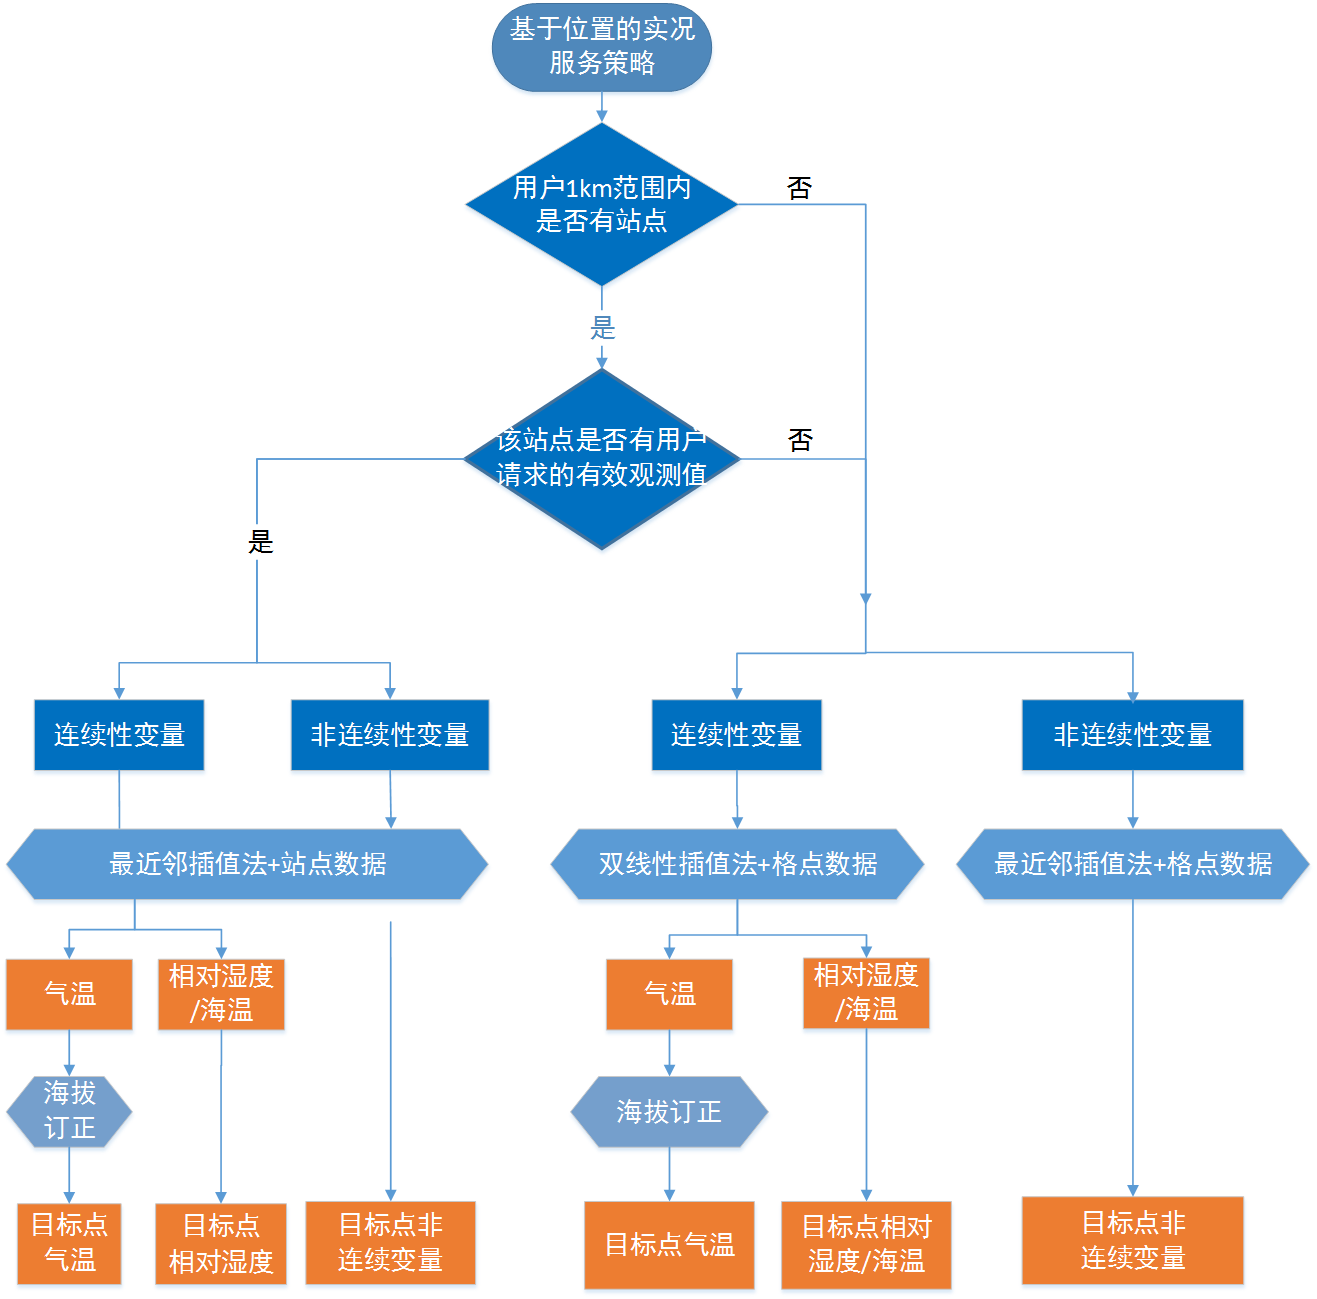 基于位置的实况
服务策略
用户1km范围内
是否有站点
否
是
该站点是否有用户
请求的有效观测值
否
是
连续性变量
非连续性变量
连续性变量
非连续性变量
最近邻插值法+站点数据
双线性插值法+格点数据
最近邻插值法+格点数据
气温
相对湿度
/海温
气温
相对湿度
/海温
海拔
订正
海拔订正
目标点
气温
目标点
相对湿度
目标点非
连续变量
目标点气温
目标点相对
湿度/海温
目标点非
连续变量